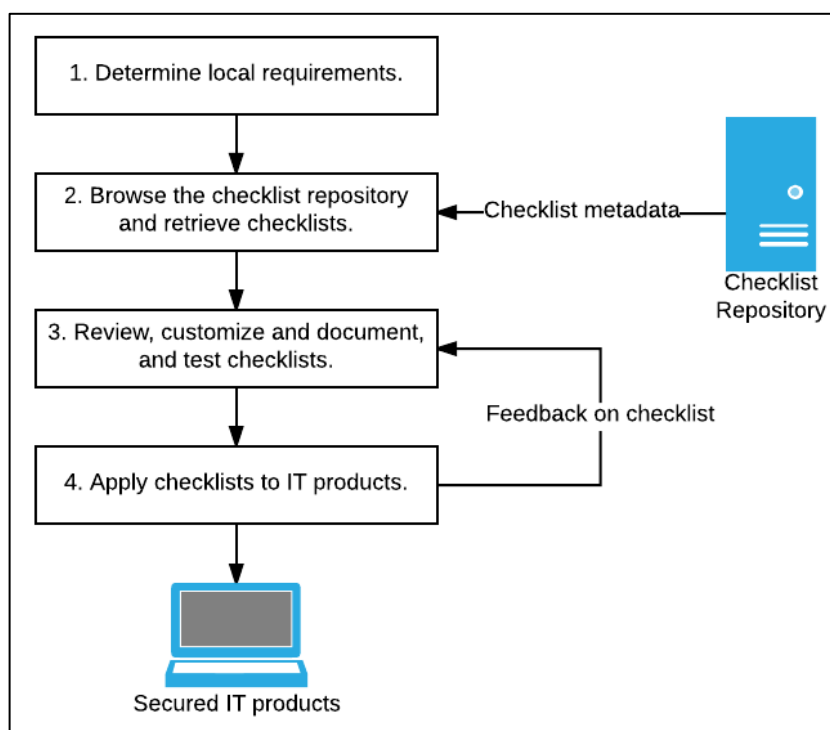 1. Determine local requirements.
2. Browse the checklist repository
and retrieve checklists.
Checklist metadata
Checklist
Repository
3. Review, customize and document,
and test checklists.
Feedback on checklist
4. Apply checklists to IT products.
Secured IT products